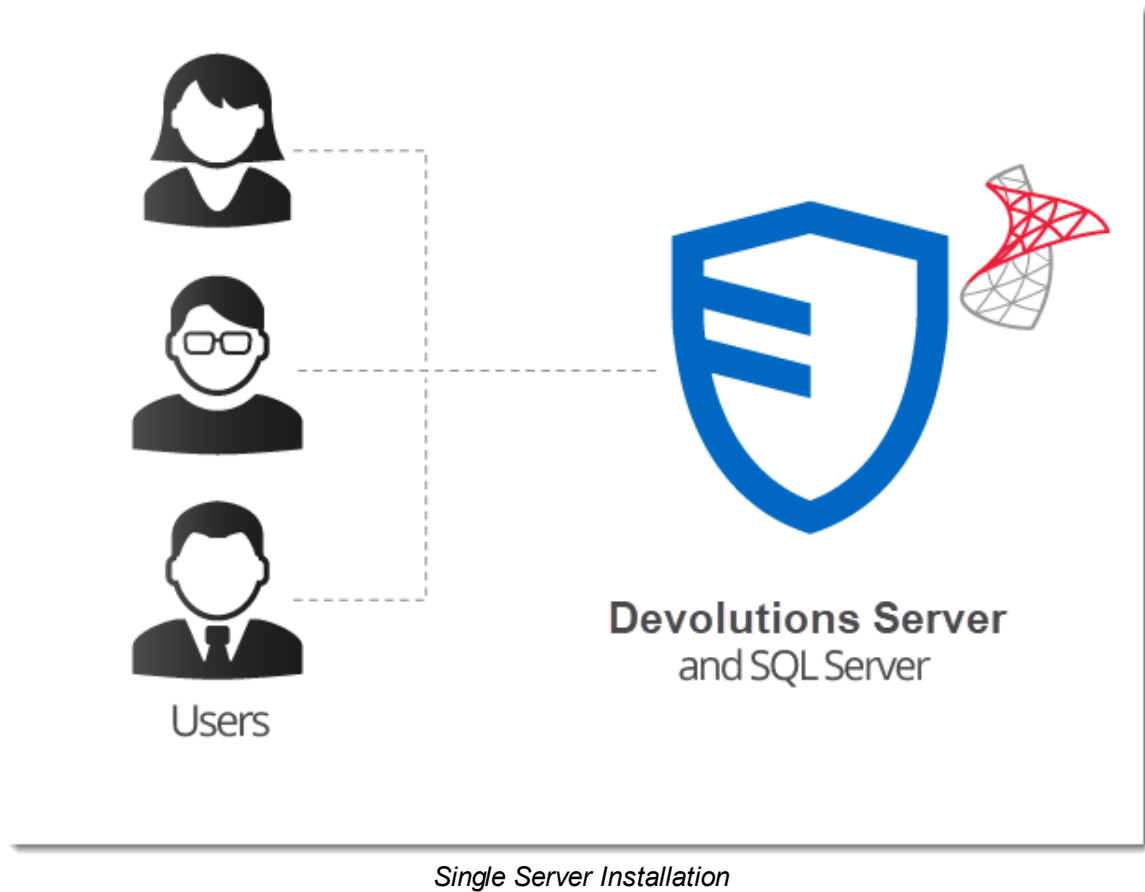 Users
Devolutions Server
and SQL Server
Single Server Installation